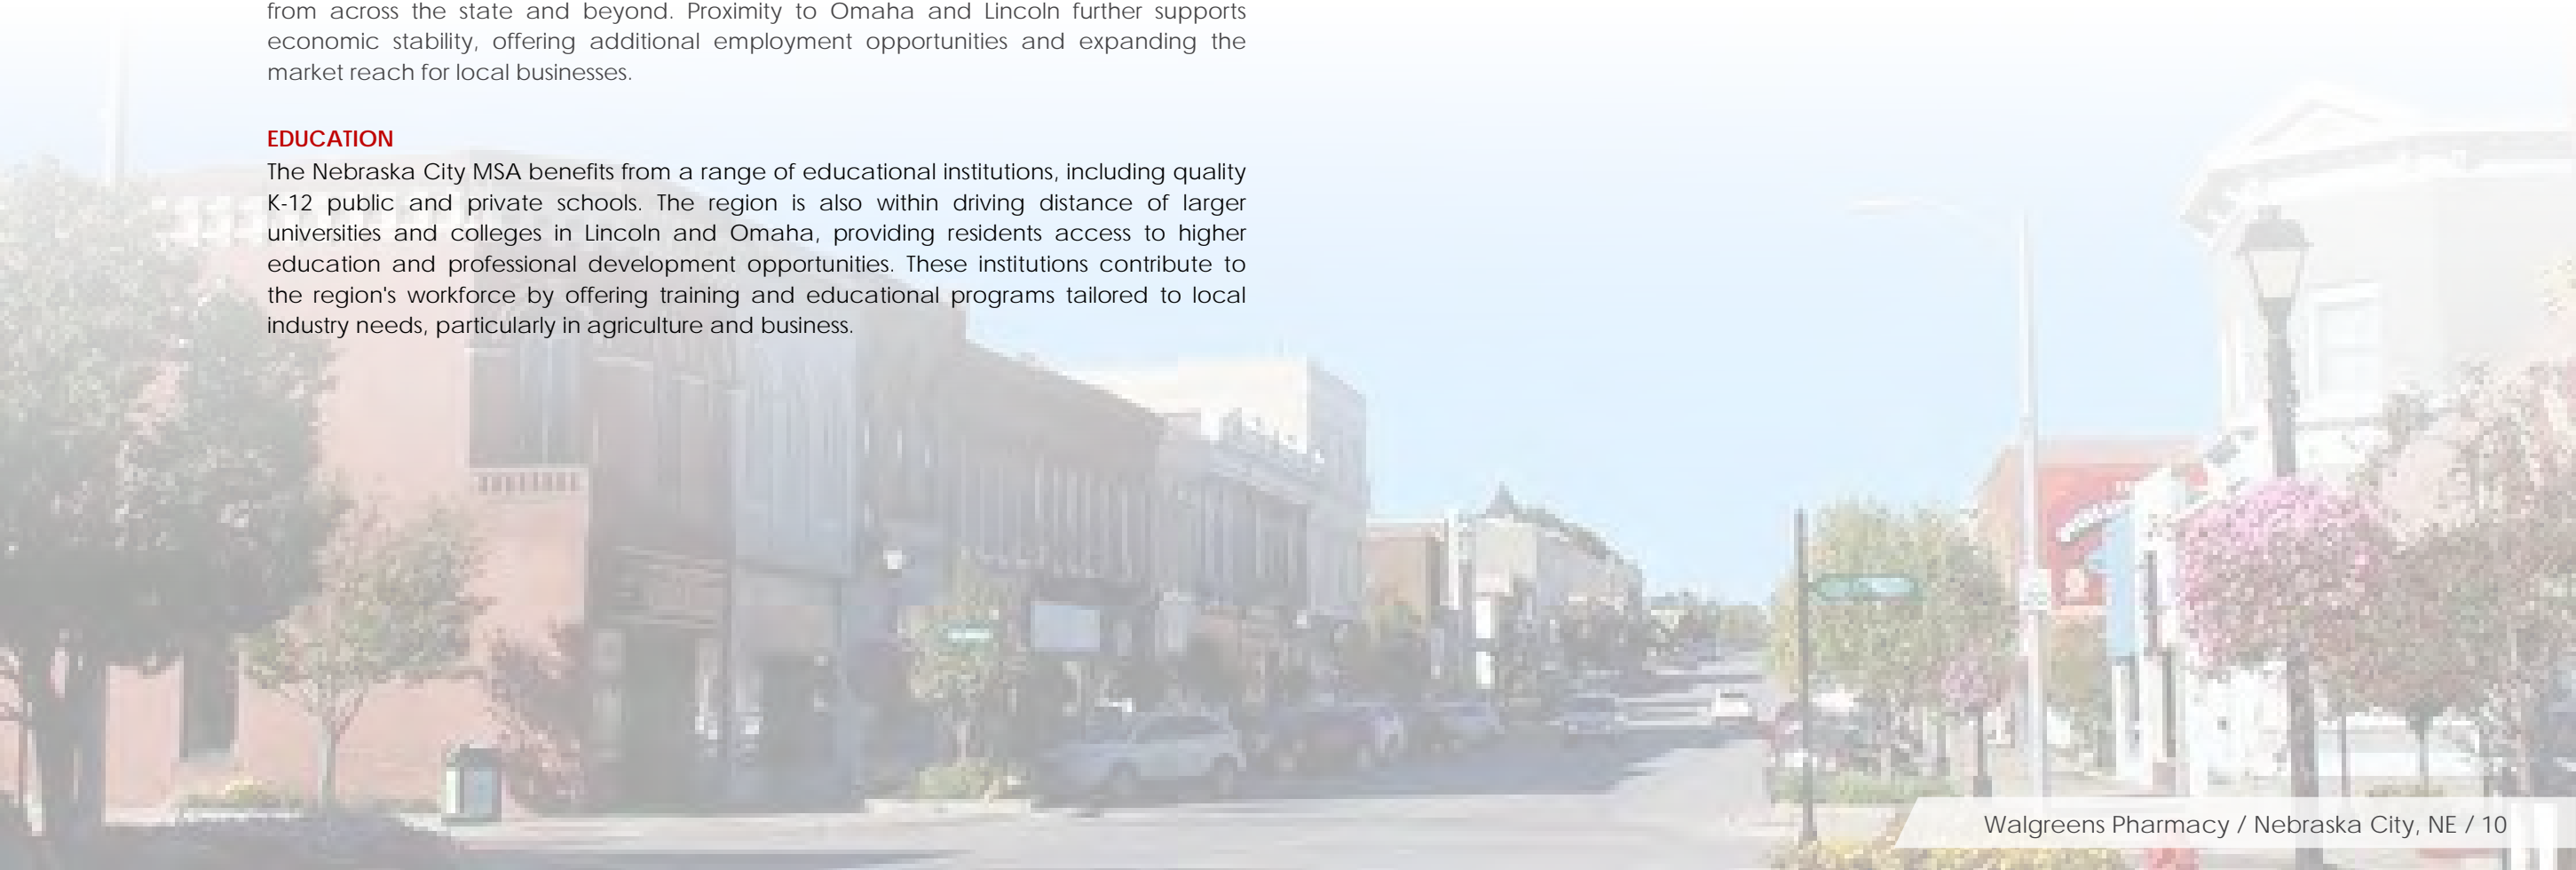 from across the state and beyond. Proximity to Omaha and Lincoln further supports
economic stability, offering additional employment opportunities and expanding the
market reach for local businesses.
EDUCATION
The Nebraska City MSA benefits from a range of educational institutions, including quality
K-12 public and private schools. The region is also within driving distance of larger
universities and colleges in Lincoln and Omaha, providing residents access to higher
education and professional development opportunities. These institutions contribute to
the region's workforce by offering training and educational programs tailored to local
industry needs, particularly in agriculture and business.
Walgreens Pharmacy / Nebraska City, NE / 10